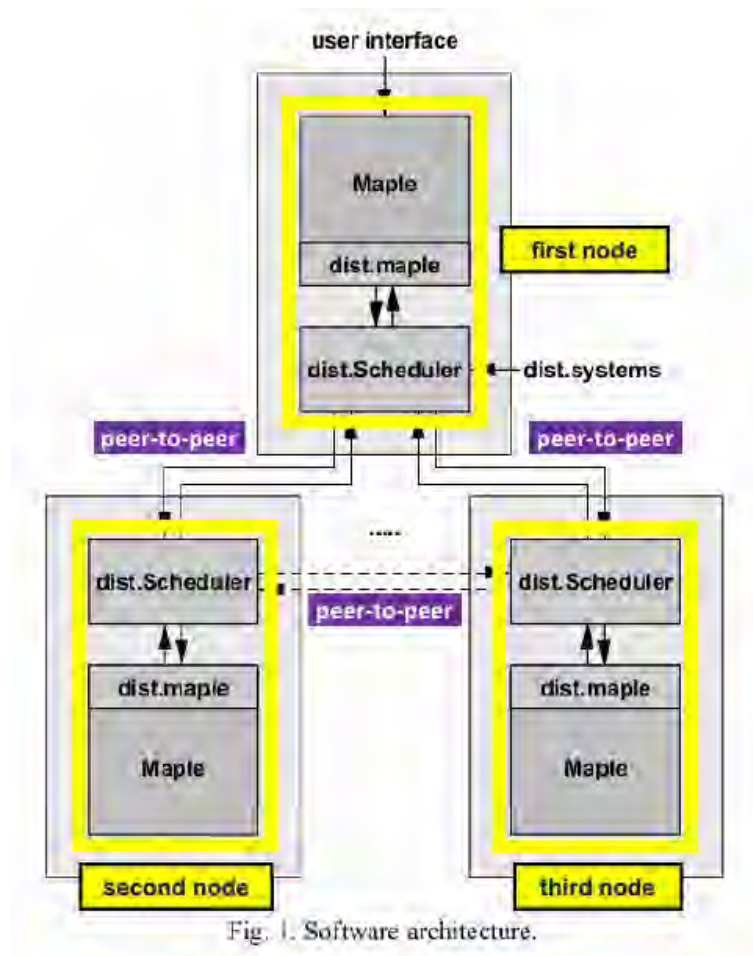 user interface
Maple
dist.maple
first node
dist.Scheduler
dist.systems
peer-to-peer
peer-to-peer
.....
dist.Scheduler
dist.Scheduler
peer-to-peer
dist.maple
dist.maple
Maple
Maple
second node
third node
Fig. 1. Software architecture.